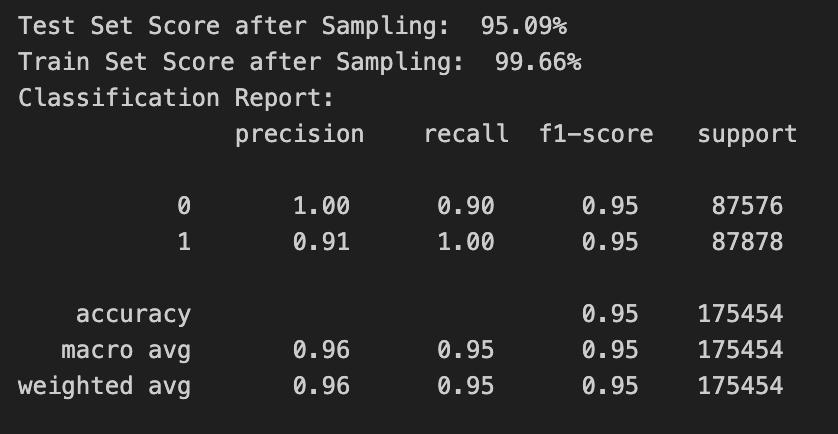 Test Set Score after Sampling:  95.09%
Train Set Score after Sampling:  99.66%
Classification Report:
               precision    recall  f1-score   support

           0       1.00      0.90      0.95     87576
           1       0.91      1.00      0.95     87878

    accuracy                           0.95    175454
   macro avg       0.96      0.95      0.95    175454
weighted avg       0.96      0.95      0.95    175454